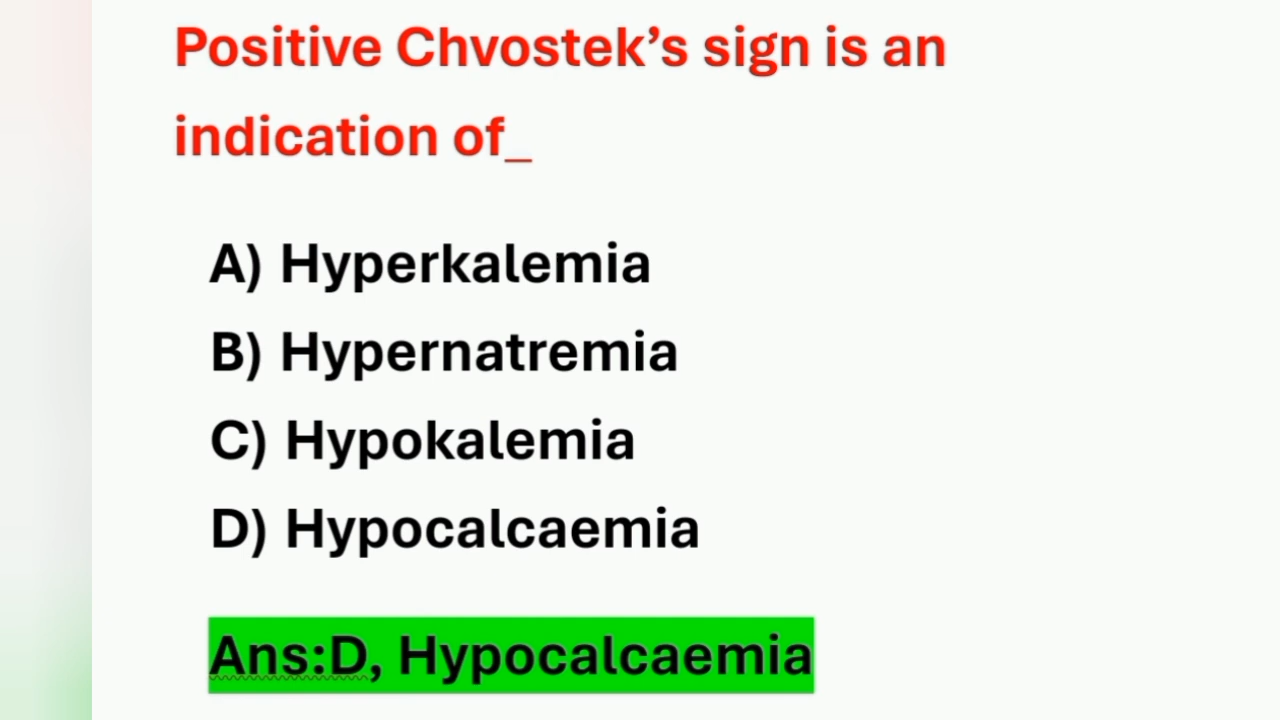 Positive Chvostek’s sign is an
indication of_
A) Hyperkalemia
B) Hypernatremia
C) Hypokalemia
D) Hypocalcaemia
Ans:D, Hypocalcaemia